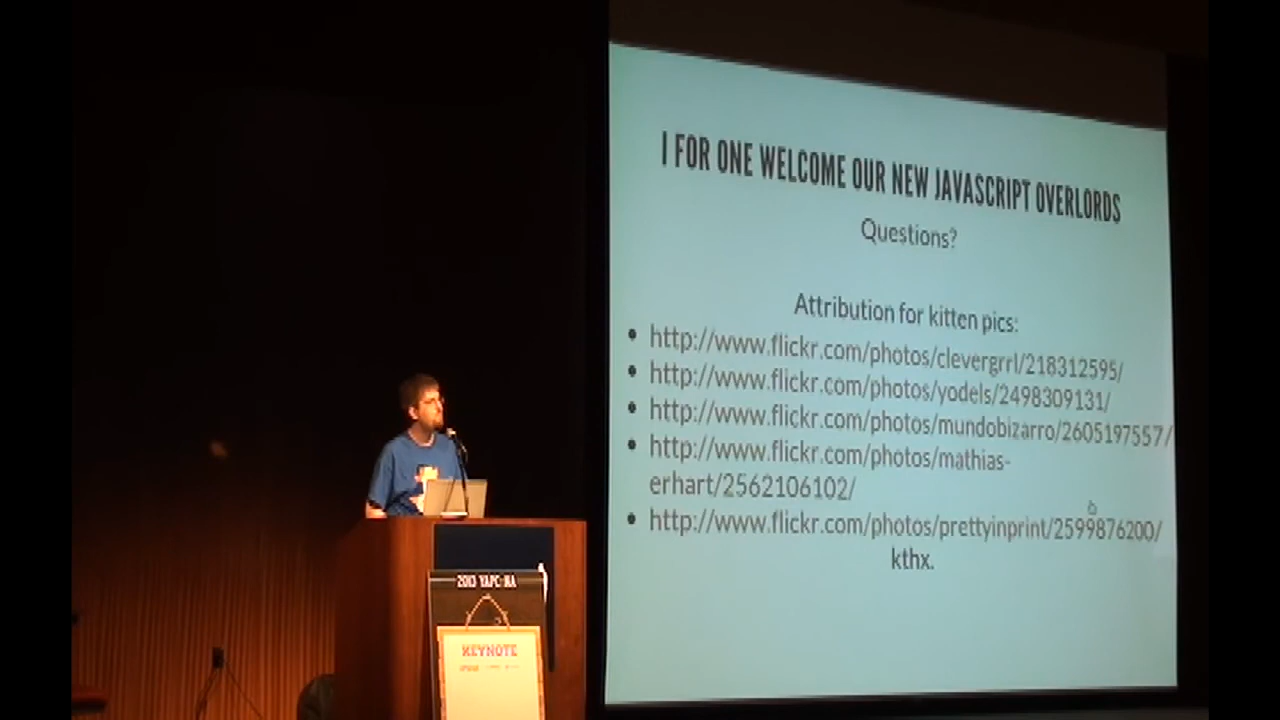 I FOR ONE WELCOME OUR NEW JAVASCRIPT OVERLORDS
Questions?
Attribution for kitten pics:
• http://www.flickr.com/photos/clevergrrl/218312595/
• http://www.flickr.com/photos/yodels/2498309131/
• http://www.flickr.com/photos/mundobizarro/2605197557/
• http://www.flickr.com/photos/mathias-
erhart/2562106102/
• http://www.flickr.com/photos/prettyinprint/2599876200/
kthx.
2013 YAPC NA
KEYNOTE